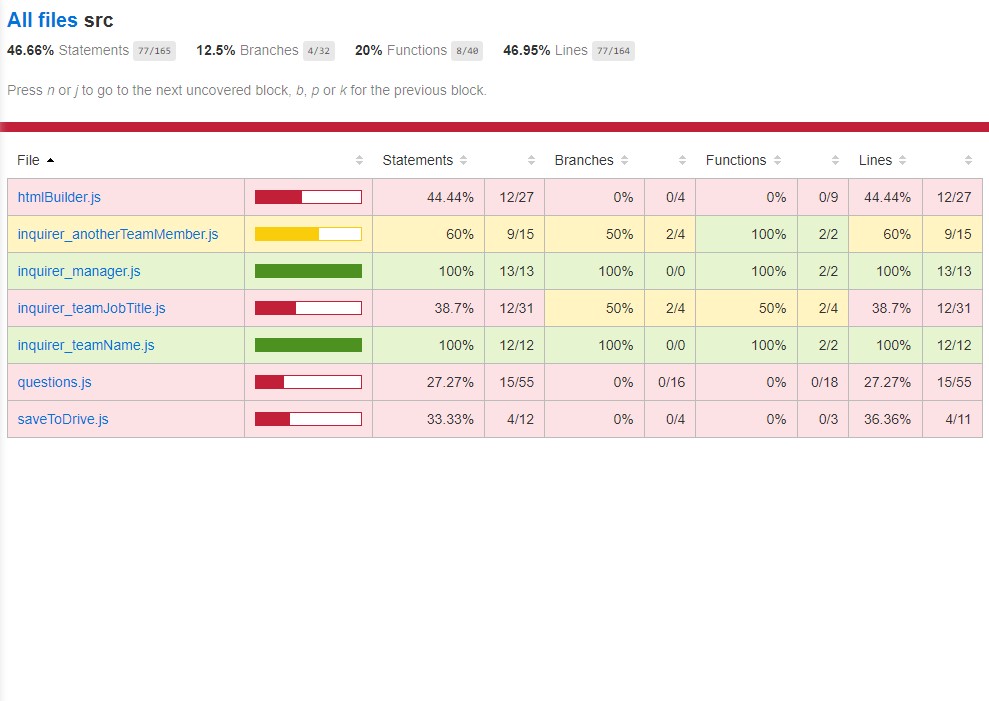 All files src
46.66% Statements 77/165 12.5% Branches 4/32 20% Functions 8/40 46.95% Lines 77/164
Press n or j to go to the next uncovered block, b, p or k for the previous block.
File Statements Branches Functions Lines
htmlBuilder.js 44.44% 12/27 0% 0/4 0% 0/9 44.44% 12/27
inquirer_anotherTeamMember.js 60% 9/15 50% 2/4 100% 2/2 60% 9/15
inquirer_manager.js 100% 13/13 100% 0/0 100% 2/2 100% 13/13
inquirer_teamJobTitle.js 38.7% 12/31 50% 2/4 50% 2/4 38.7% 12/31
inquirer_teamName.js 100% 12/12 100% 0/0 100% 2/2 100% 12/12
questions.js 27.27% 15/55 0% 0/16 0% 0/18 27.27% 15/55
saveToDrive.js 33.33% 4/12 0% 0/4 0% 0/3 36.36% 4/11